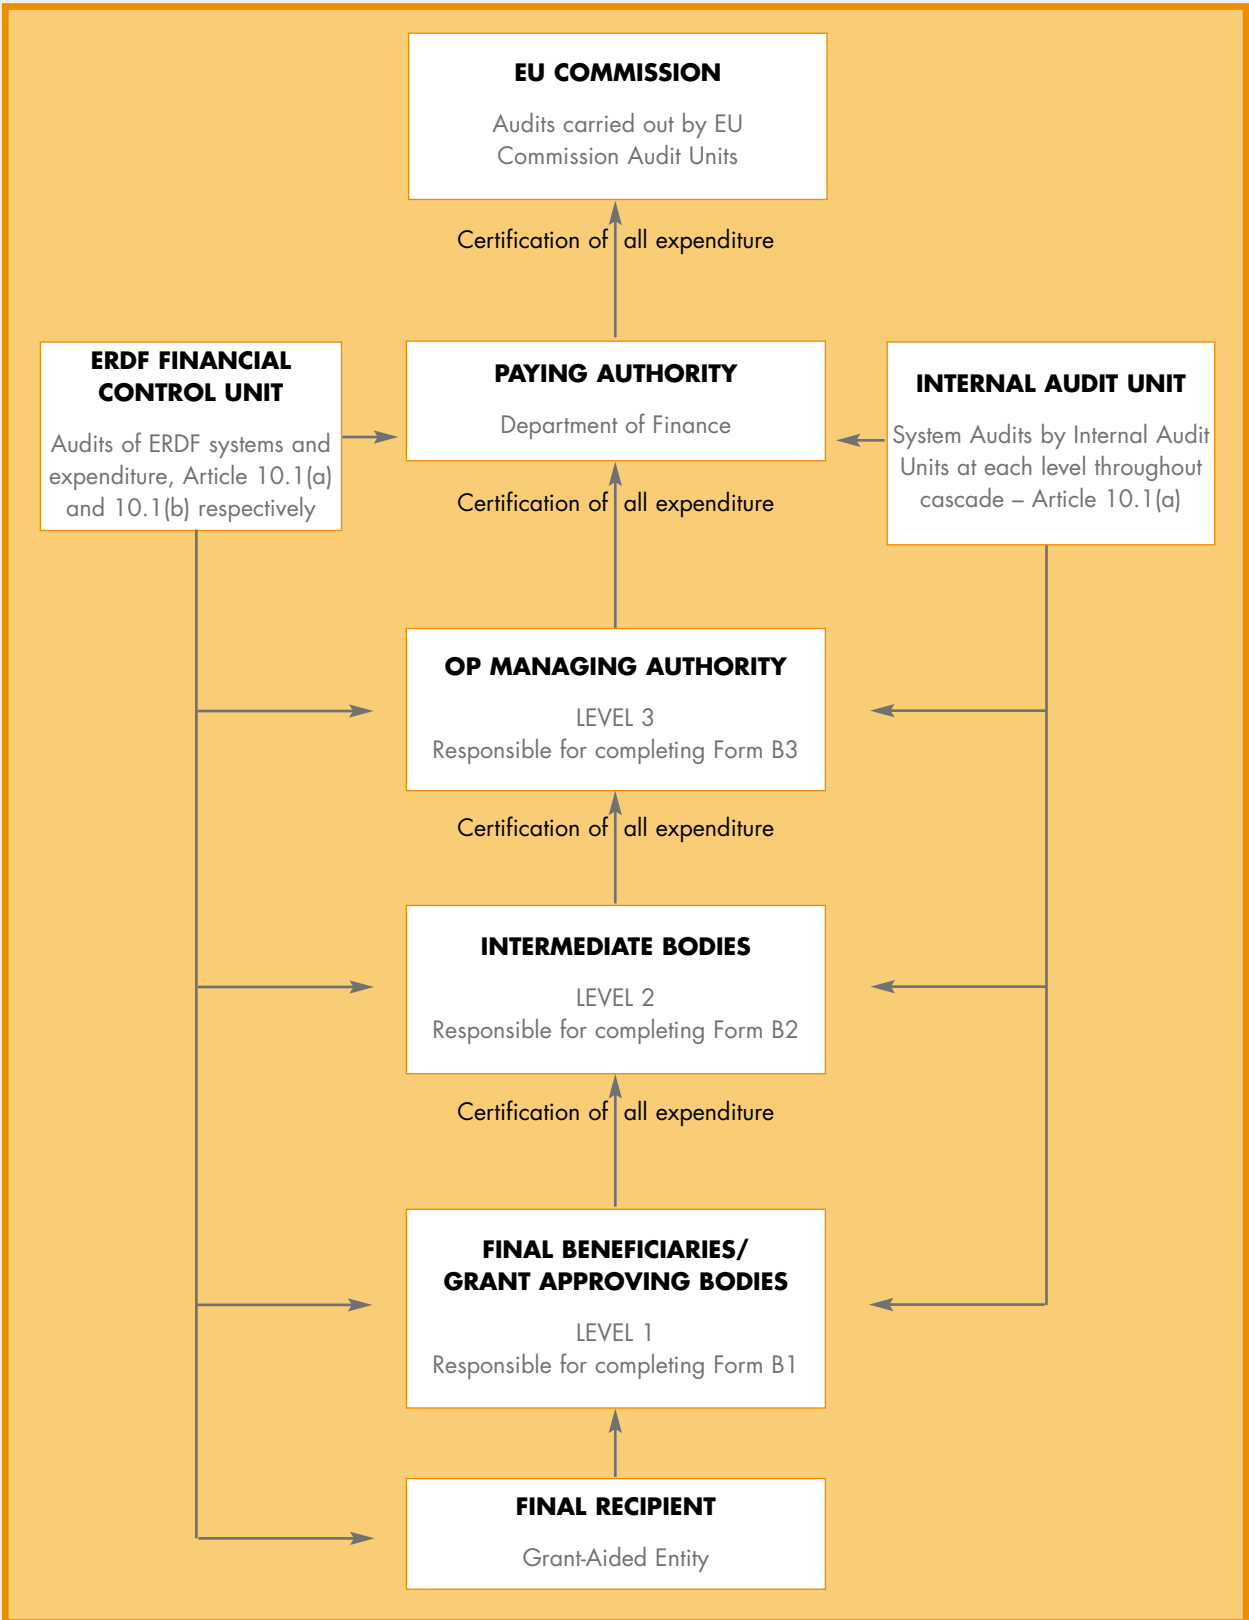 EU COMMISSION
Audits carried out by EU
Commission Audit Units
Certification of all expenditure
ERDF FINANCIAL
CONTROL UNIT
Audits of ERDF systems and
expenditure, Article 10.1(a)
and 10.1(b) respectively
PAYING AUTHORITY
Department of Finance
INTERNAL AUDIT UNIT
System Audits by Internal Audit
Units at each level throughout
cascade – Article 10.1(a)
Certification of all expenditure
OP MANAGING AUTHORITY
LEVEL 3
Responsible for completing Form B3
Certification of all expenditure
INTERMEDIATE BODIES
LEVEL 2
Responsible for completing Form B2
Certification of all expenditure
FINAL BENEFICIARIES/
GRANT APPROVING BODIES
LEVEL 1
Responsible for completing Form B1
FINAL RECIPIENT
Grant-Aided Entity